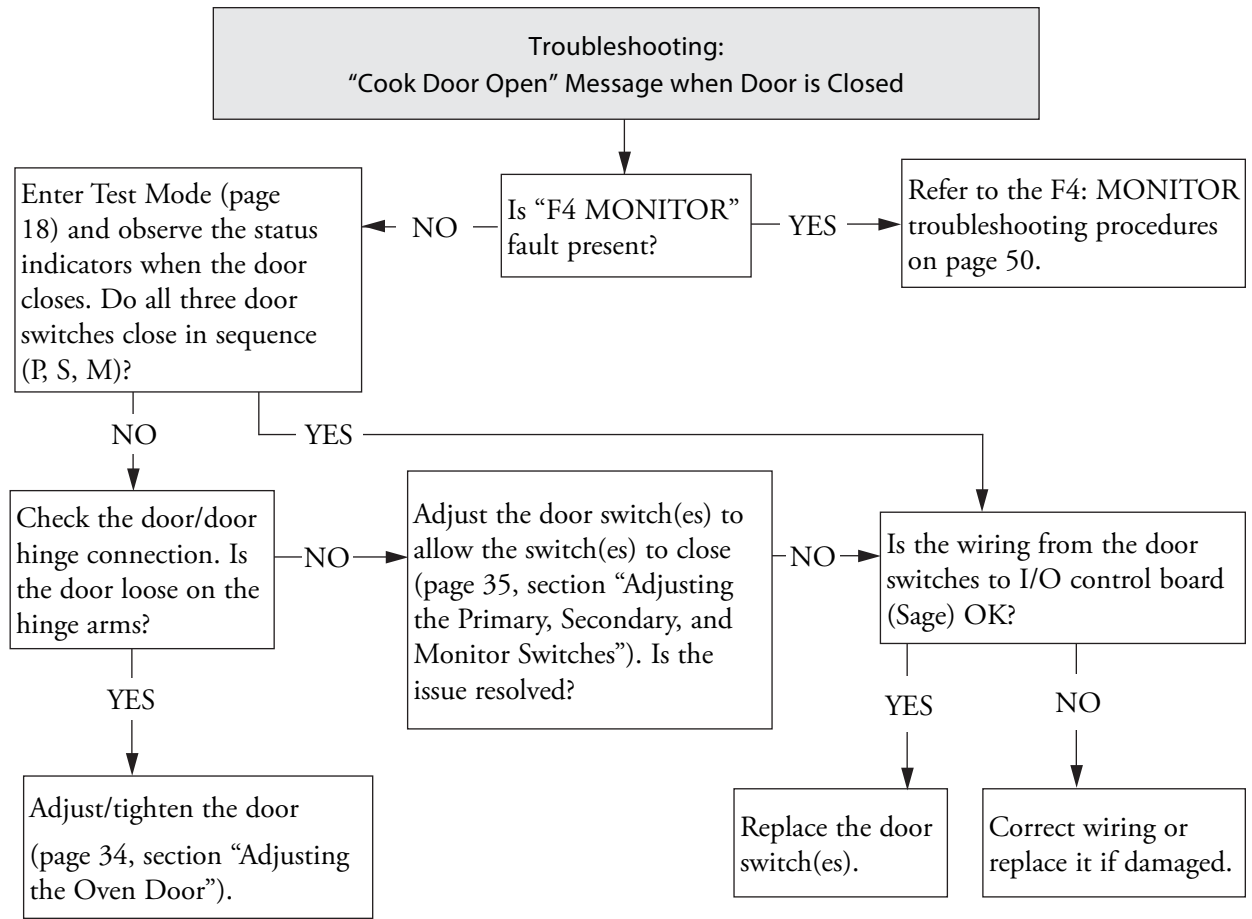 Troubleshooting:
“Cook Door Open” Message when Door is Closed
Is “F4 MONITOR”
fault present?
NO
YES
Refer to the F4: MONITOR
troubleshooting procedures
on page 50.
Enter Test Mode (page
18) and observe the status
indicators when the door
closes. Do all three door
switches close in sequence
(P, S, M)?
NO
YES
Check the door/door
hinge connection. Is
the door loose on the
hinge arms?
NO
Adjust the door switch(es) to
allow the switch(es) to close
(page 35, section “Adjusting
the Primary, Secondary, and
Monitor Switches”). Is the
issue resolved?
NO
Is the wiring from the door
switches to I/O control board
(Sage) OK?
YES
YES
NO
Adjust/tighten the door
(page 34, section “Adjusting
the Oven Door”).
Replace the door
switch(es).
Correct wiring or
replace it if damaged.